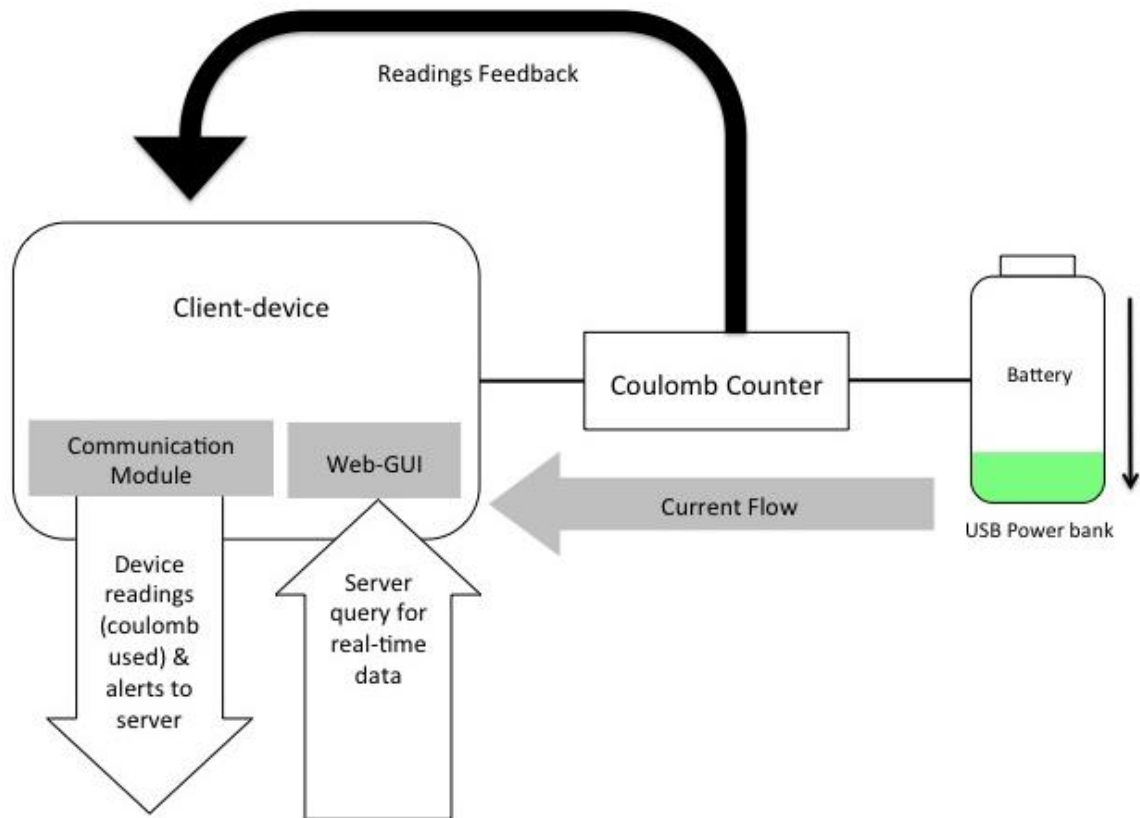 Readings Feedback
Client-device
Coulomb Counter
Battery
Communication
Module
Web-GUI
Current Flow
USB Power bank
Device
readings
(coulomb
used) &
alerts to
server
Server
query for
real-time
data